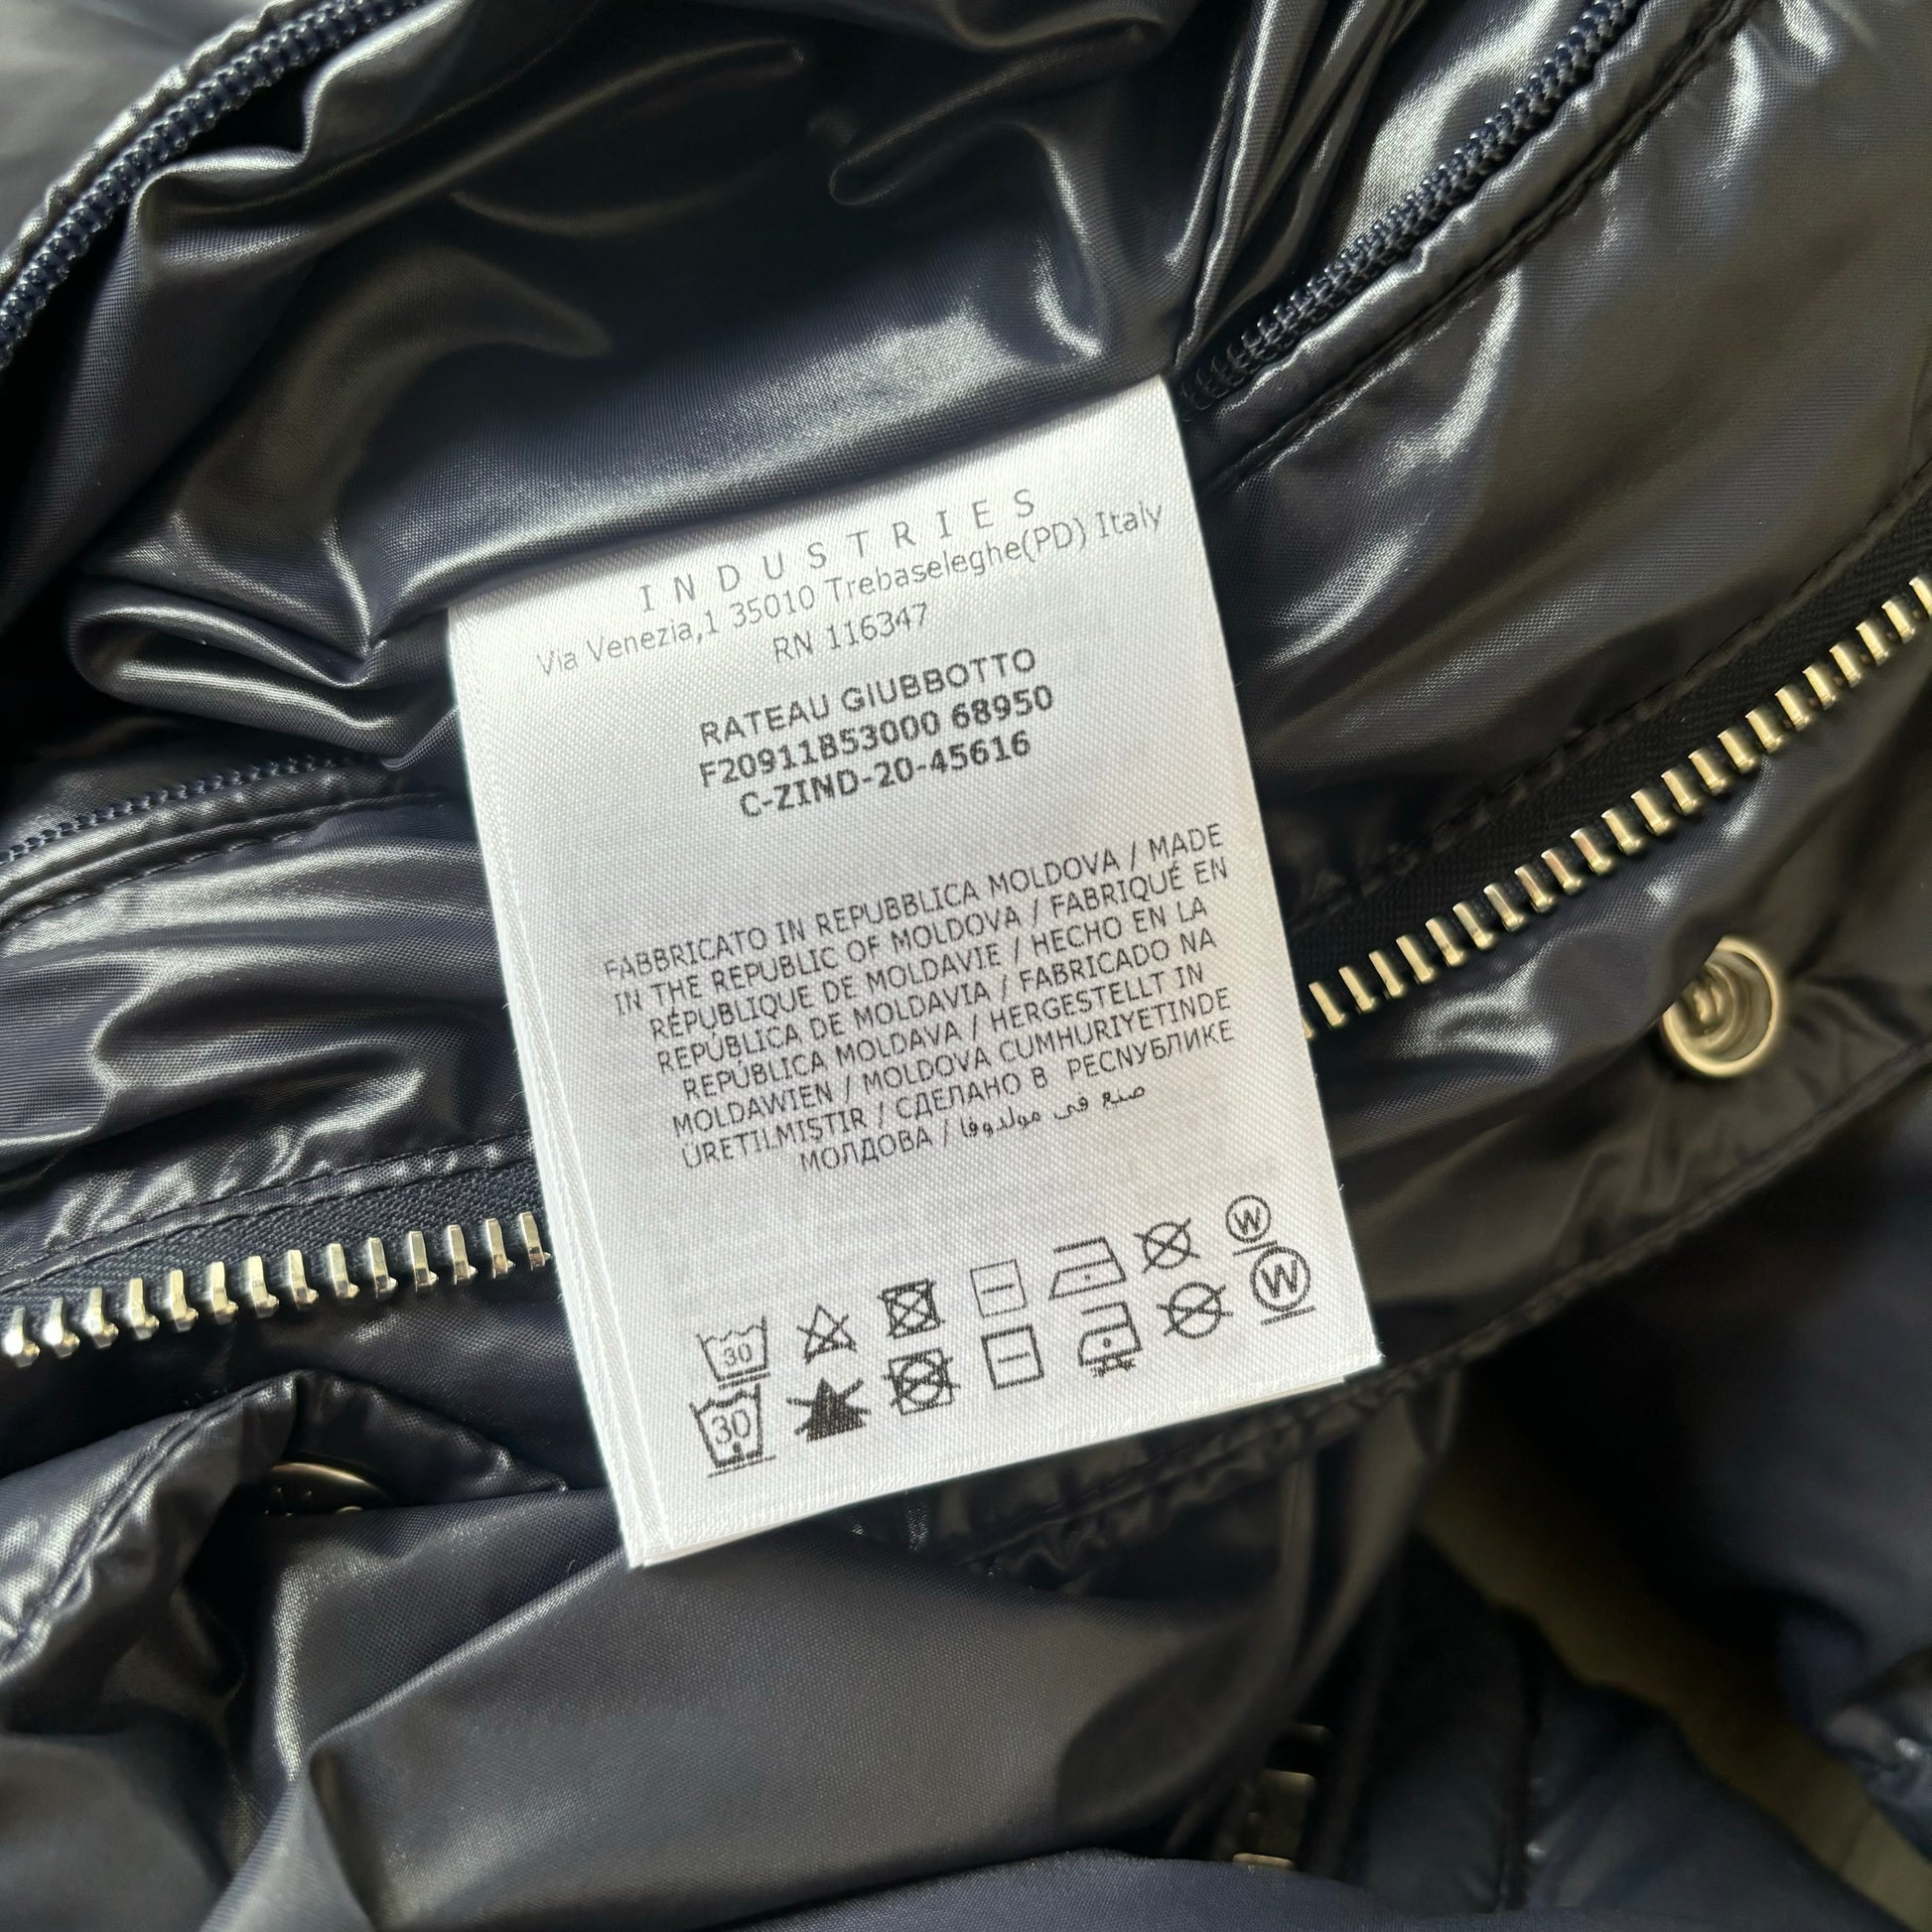 INDUSTRIES
Via Venezia,1 35010 Trebaseleghe(PD) Italy
RN 116347
RATEAU GIUBBOTTO
F20911B53000 68950
C-ZIND-20-45616
FABBRICATO IN REPUBBLICA MOLDOVA / MADE
IN THE REPUBLIC OF MOLDOVA / FABRIQUÉ EN
RÉPUBLIQUE DE MOLDAVIE / HECHO EN LA
REPÚBLICA DE MOLDAVIA / FABRICADO NA
REPÚBLICA MOLDAVA / HERGESTELLT IN
MOLDAWIEN / MOLDOVA CUMHURIYETINDE
ÜRETILMIŞTIR / СДЕЛАНО В РЕСПУБЛИКЕ
МОЛДОВА / صنع في مولدوفا
30 W
30 W